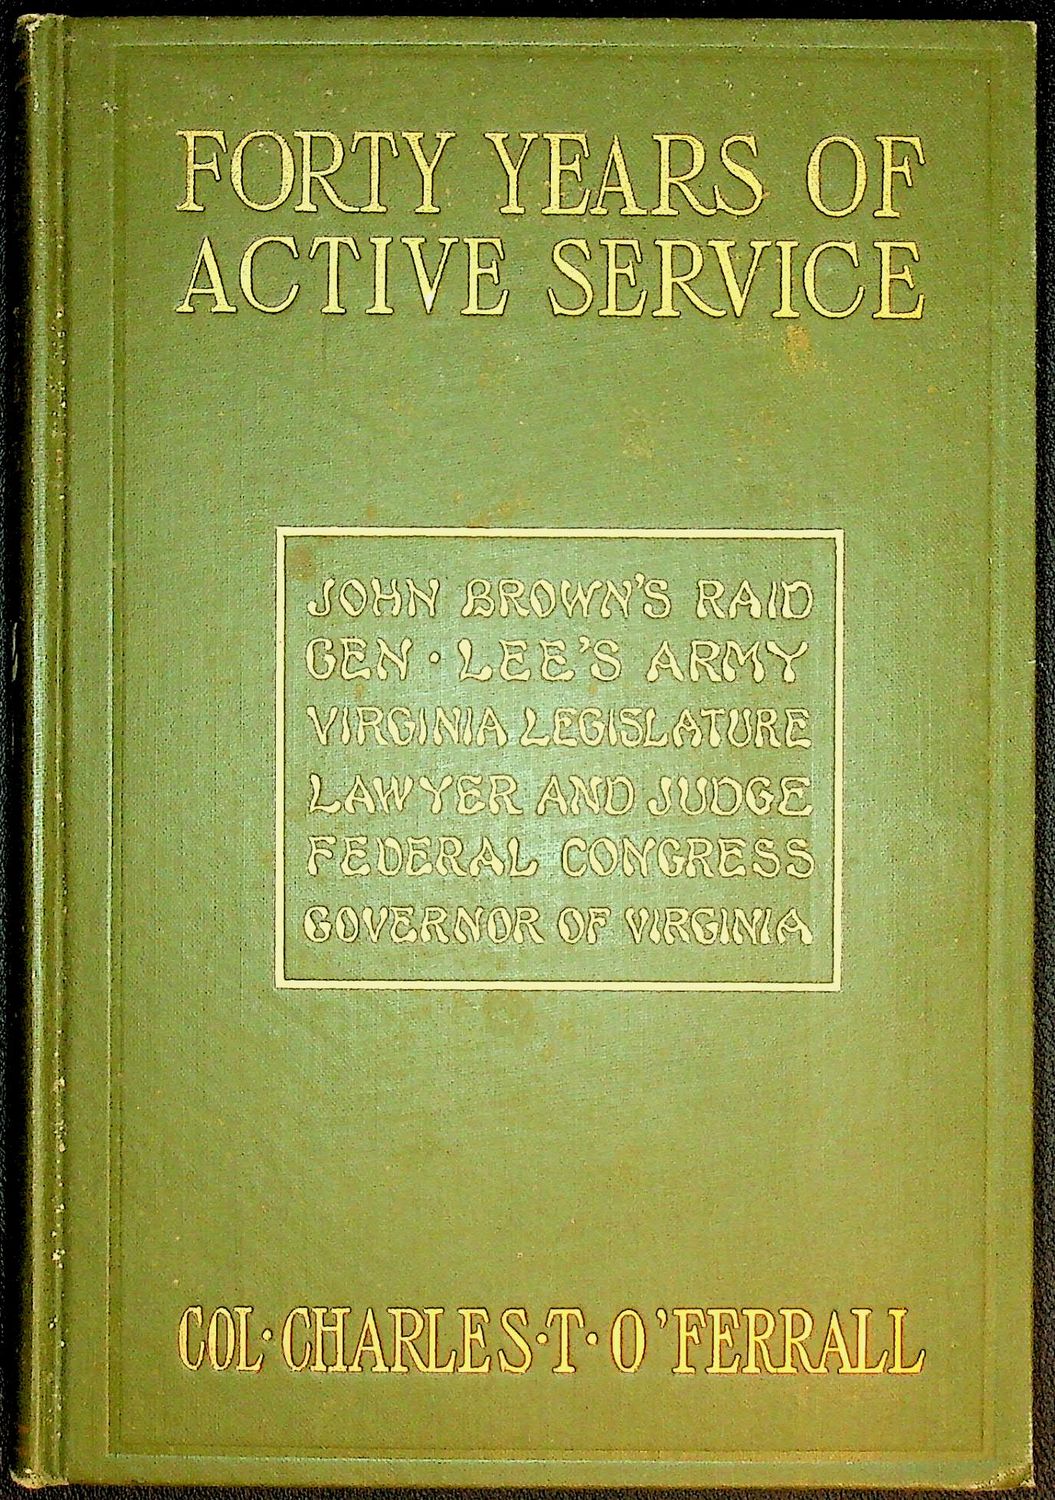 FORTY YEARS OF
ACTIVE SERVICE
JOHN BROWN'S RAID
GEN · LEE'S ARMY
VIRGINIA LEGISLATURE
LAWYER AND JUDGE
FEDERAL CONGRESS
GOVERNOR OF VIRGINIA
COL · CHARLES · T · O'FERRALL